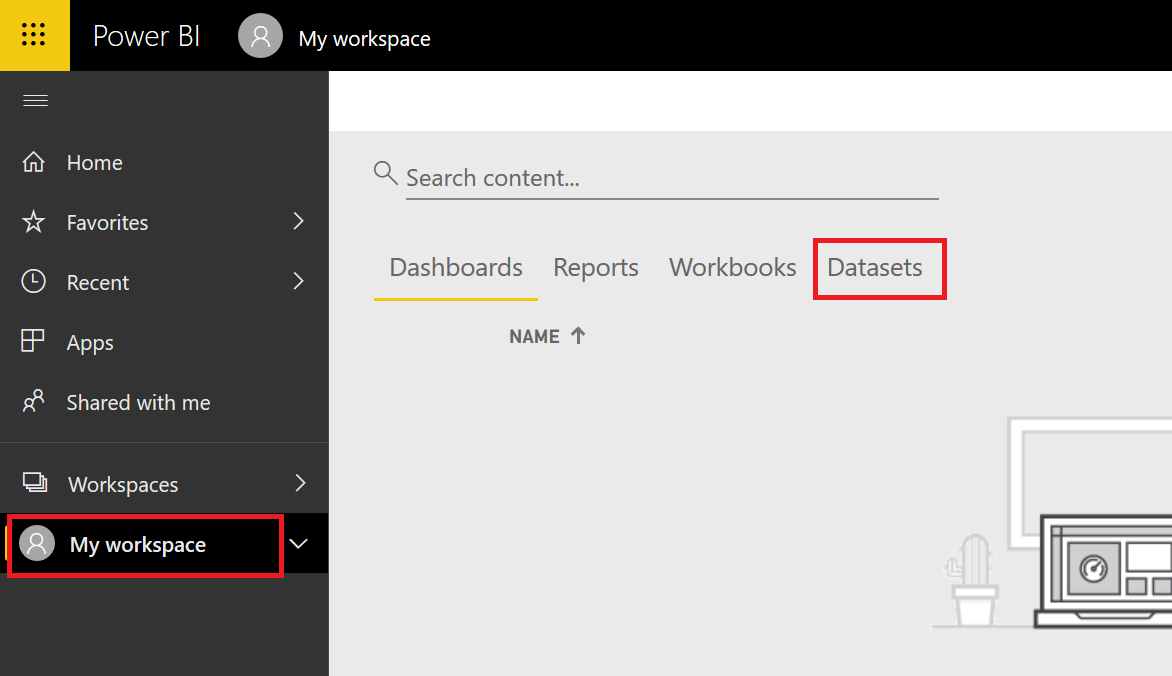 Power BI
My workspace
Home
Favorites
Recent
Apps
Shared with me
Workspaces
My workspace
Search content...
Dashboards Reports Workbooks Datasets
NAME